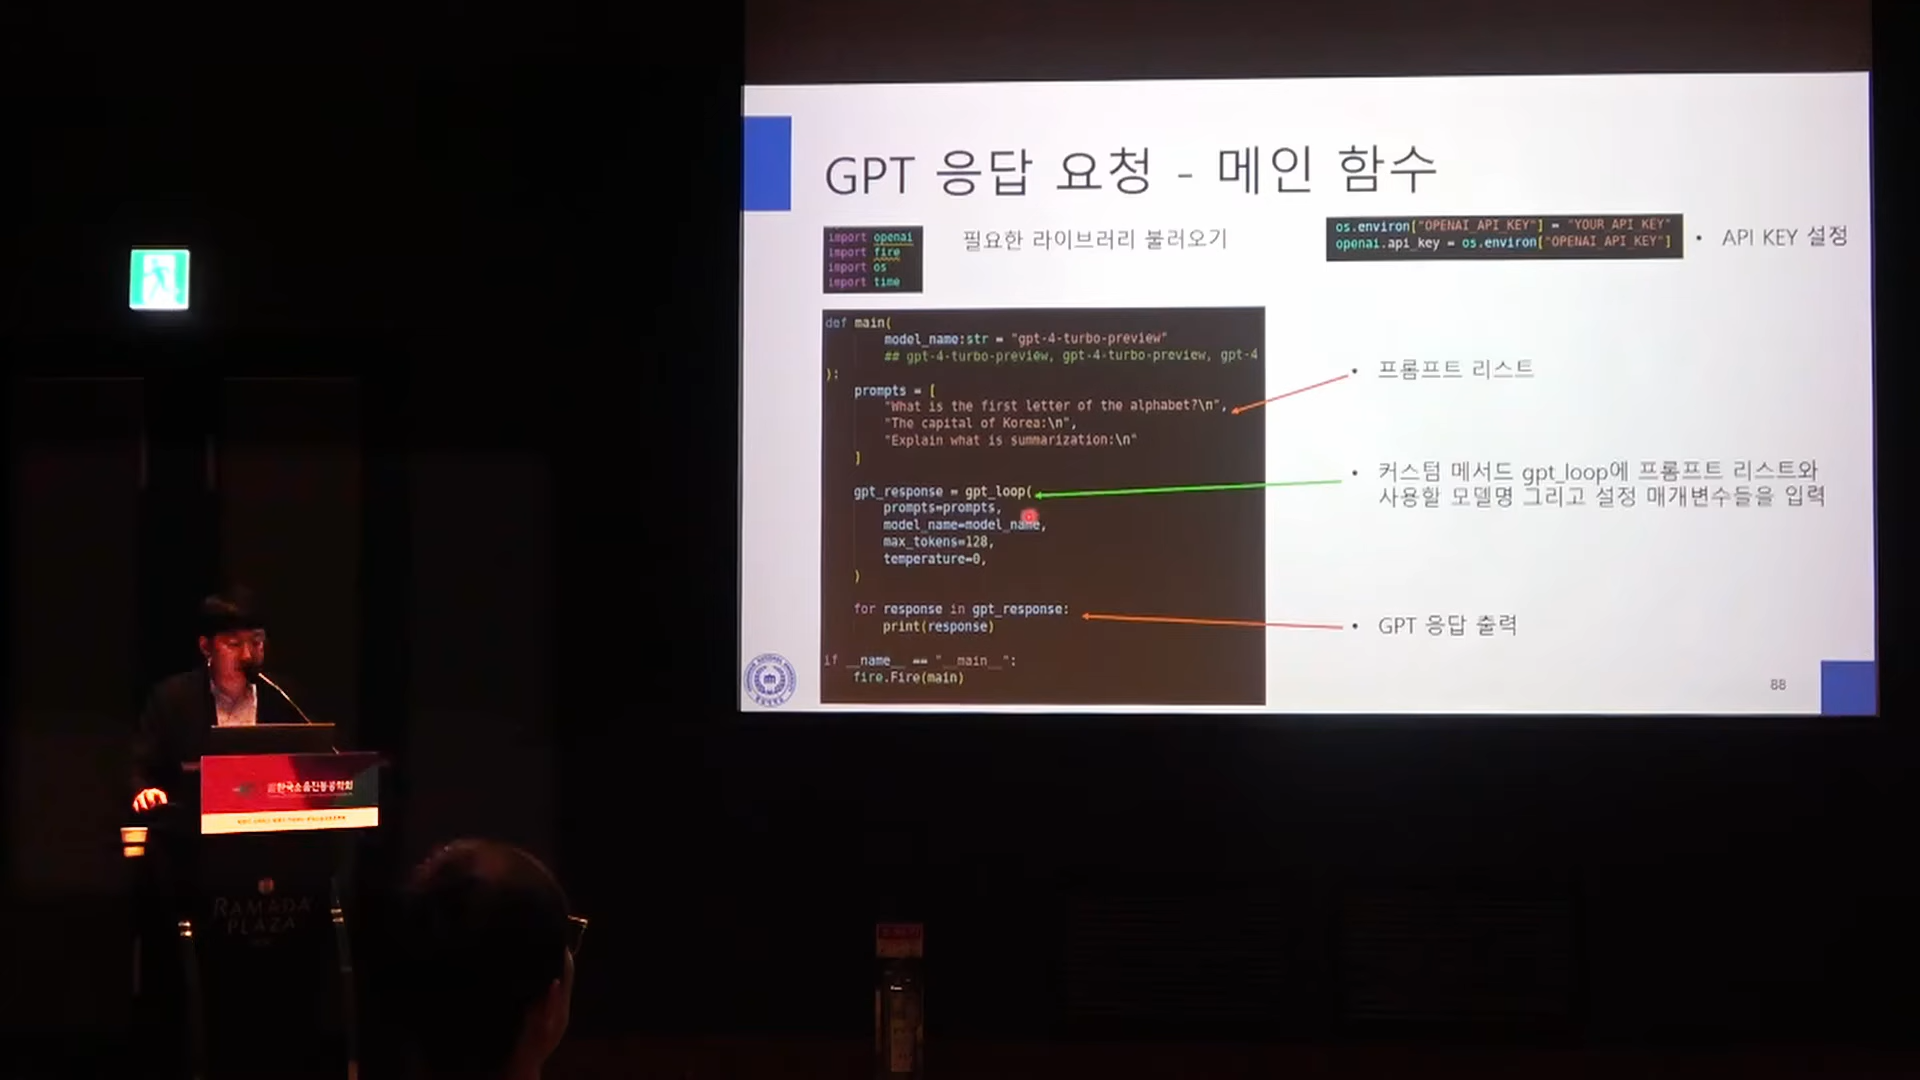 GPT 응답 요청 - 메인 함수
import openai
import fire
import os
import time
필요한 라이브러리 불러오기
os.environ["OPENAI_API_KEY"] = "YOUR API KEY"
openai.api_key = os.environ["OPENAI_API_KEY"]
• API KEY 설정
def main(
model_name:str = "gpt-4-turbo-preview"
## gpt-4-turbo-preview, gpt-4-turbo-preview, gpt-4
):
prompts = [
"What is the first letter of the alphabet?\n",
"The capital of Korea:\n",
"Explain what is summarization:\n"
]
gpt_response = gpt_loop(
prompts=prompts,
model_name=model_name,
max_tokens=128,
temperature=0,
)
for response in gpt_response:
print(response)
if __name__ == "__main__":
fire.Fire(main)
• 프롬프트 리스트
• 커스텀 메서드 gpt_loop에 프롬프트 리스트와
사용할 모델명 그리고 설정 매개변수들을 입력
• GPT 응답 출력
88
한국소음진동공학회
RAMADA
PLAZA